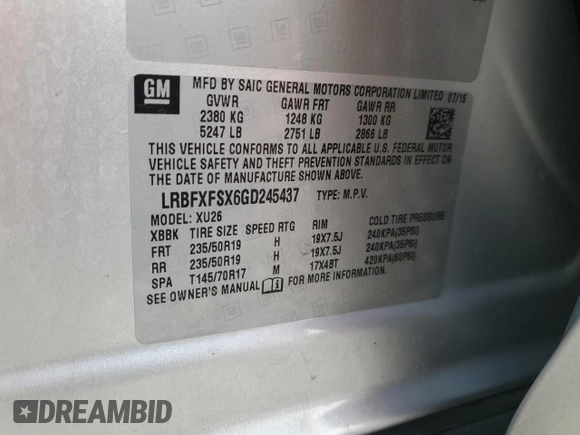 GM
MFD BY SAIC GENERAL MOTORS CORPORATION LIMITED 07/16
GVWR GAWR FRT GAWR RR
2380 KG 1248 KG 1300 KG
5247 LB 2751 LB 2866 LB
THIS VEHICLE CONFORMS TO ALL APPLICABLE U.S. FEDERAL MOTOR
VEHICLE SAFETY AND THEFT PREVENTION STANDARDS IN EFFECT ON
THE DATE OF MANUFACTURE SHOWN ABOVE.
LRBFXFSX6GD245437 TYPE: M.P.V.
MODEL: XU26
XBBK TIRE SIZE SPEED RTG RIM COLD TIRE PRESSURE
FRT 235/50R19 H 19X7.5J 240KPA(35PSI)
RR 235/50R19 H 19X7.5J 240KPA(35PSI)
SPA T145/70R17 M 17X4BT 420KPA(60PSI)
SEE OWNER'S MANUAL FOR MORE INFORMATION.
DREAMBID